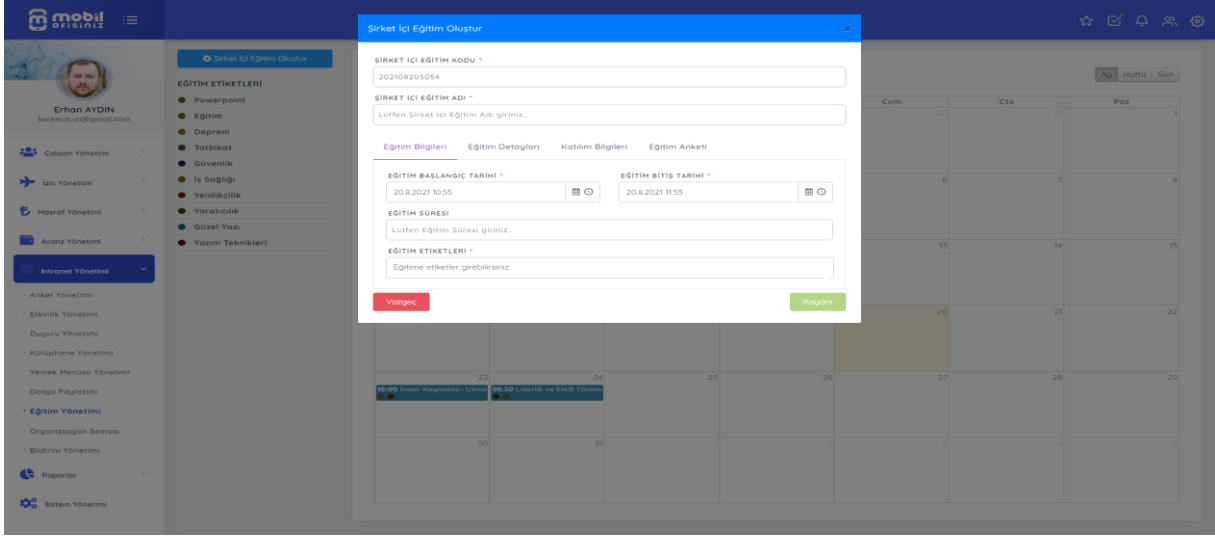 mobil
ofisiniz
Erhan AYDIN
keremm.un@gmail.com
Çalışan Yönetimi
İzin Yönetimi
Masraf Yönetimi
Avans Yönetimi
Intranet Yönetimi
Anket Yönetimi
Etkinlik Yönetimi
Duyuru Yönetimi
Kütüphane Yönetimi
Yemek Menüsü Yönetimi
Dosya Paylaşımı
Eğitim Yönetimi
Organizasyon Şeması
Bildirim Yönetimi
Raporlar
Sistem Yönetimi
Şirket İçi Eğitim Oluştur
EĞİTİM ETİKETLERİ
Powerpoint
Eğitim
Deprem
Tatbikat
Güvenlik
İş Sağlığı
Yenilikçilik
Yaratıcılık
Güzel Yazı
Yazım Teknikleri
Şirket İçi Eğitim Oluştur ×
ŞİRKET İÇİ EĞİTİM KODU *
202108205054
ŞİRKET İÇİ EĞİTİM ADI *
Lütfen Şirket İçi Eğitim Adı giriniz..
Eğitim Bilgileri Eğitim Detayları Katılım Bilgileri Eğitim Anketi
EĞİTİM BAŞLANGIÇ TARİHİ * EĞİTİM BİTİŞ TARİHİ *
20.8.2021 10:55 20.8.2021 11:55
EĞİTİM SÜRESİ
Lütfen Eğitim Süresi giriniz..
EĞİTİM ETİKETLERİ *
Eğitime etiketler girebilirsiniz
Vazgeç Kaydet
Ay Hafta Gün
Cum Cts Paz
30 31 1
6 7 8
13 14 15
20 21 22
23 24 25 26 27 28 29
10:00 İnsan Kaynakları Uzma 08:30 Liderlik ve Etkili Yönetim
30 31 1 2 3 4 5